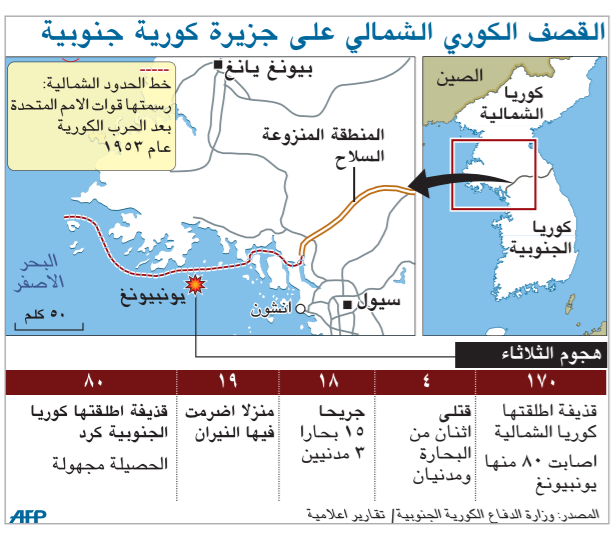 القصف الكوري الشمالي على جزيرة كورية جنوبية
خط الحدود الشمالية:
رسمتها قوات الامم المتحدة
بعد الحرب الكورية
عام ١٩٥٣
بيونغ يانغ
المنطقة المنزوعة
السلاح
البحر
الاصفر
يونبيونغ
انشون
سيول
٥٠ كلم
الصين
كوريا
الشمالية
كوريا
الجنوبية
هجوم الثلاثاء
١٧٠
قذيفة اطلقتها
كوريا الشمالية
اصابت ٨٠ منها
يونبيونغ
٤
قتلى
اثنان من
البحارة
ومدنيان
١٨
جريحا
١٥ بحارا
٣ مدنيين
١٩
منزلا اضرمت
فيها النيران
٨٠
قذيفة اطلقتها كوريا
الجنوبية كرد
الحصيلة مجهولة
المصدر: وزارة الدفاع الكورية الجنوبية/ تقارير اعلامية
AFP